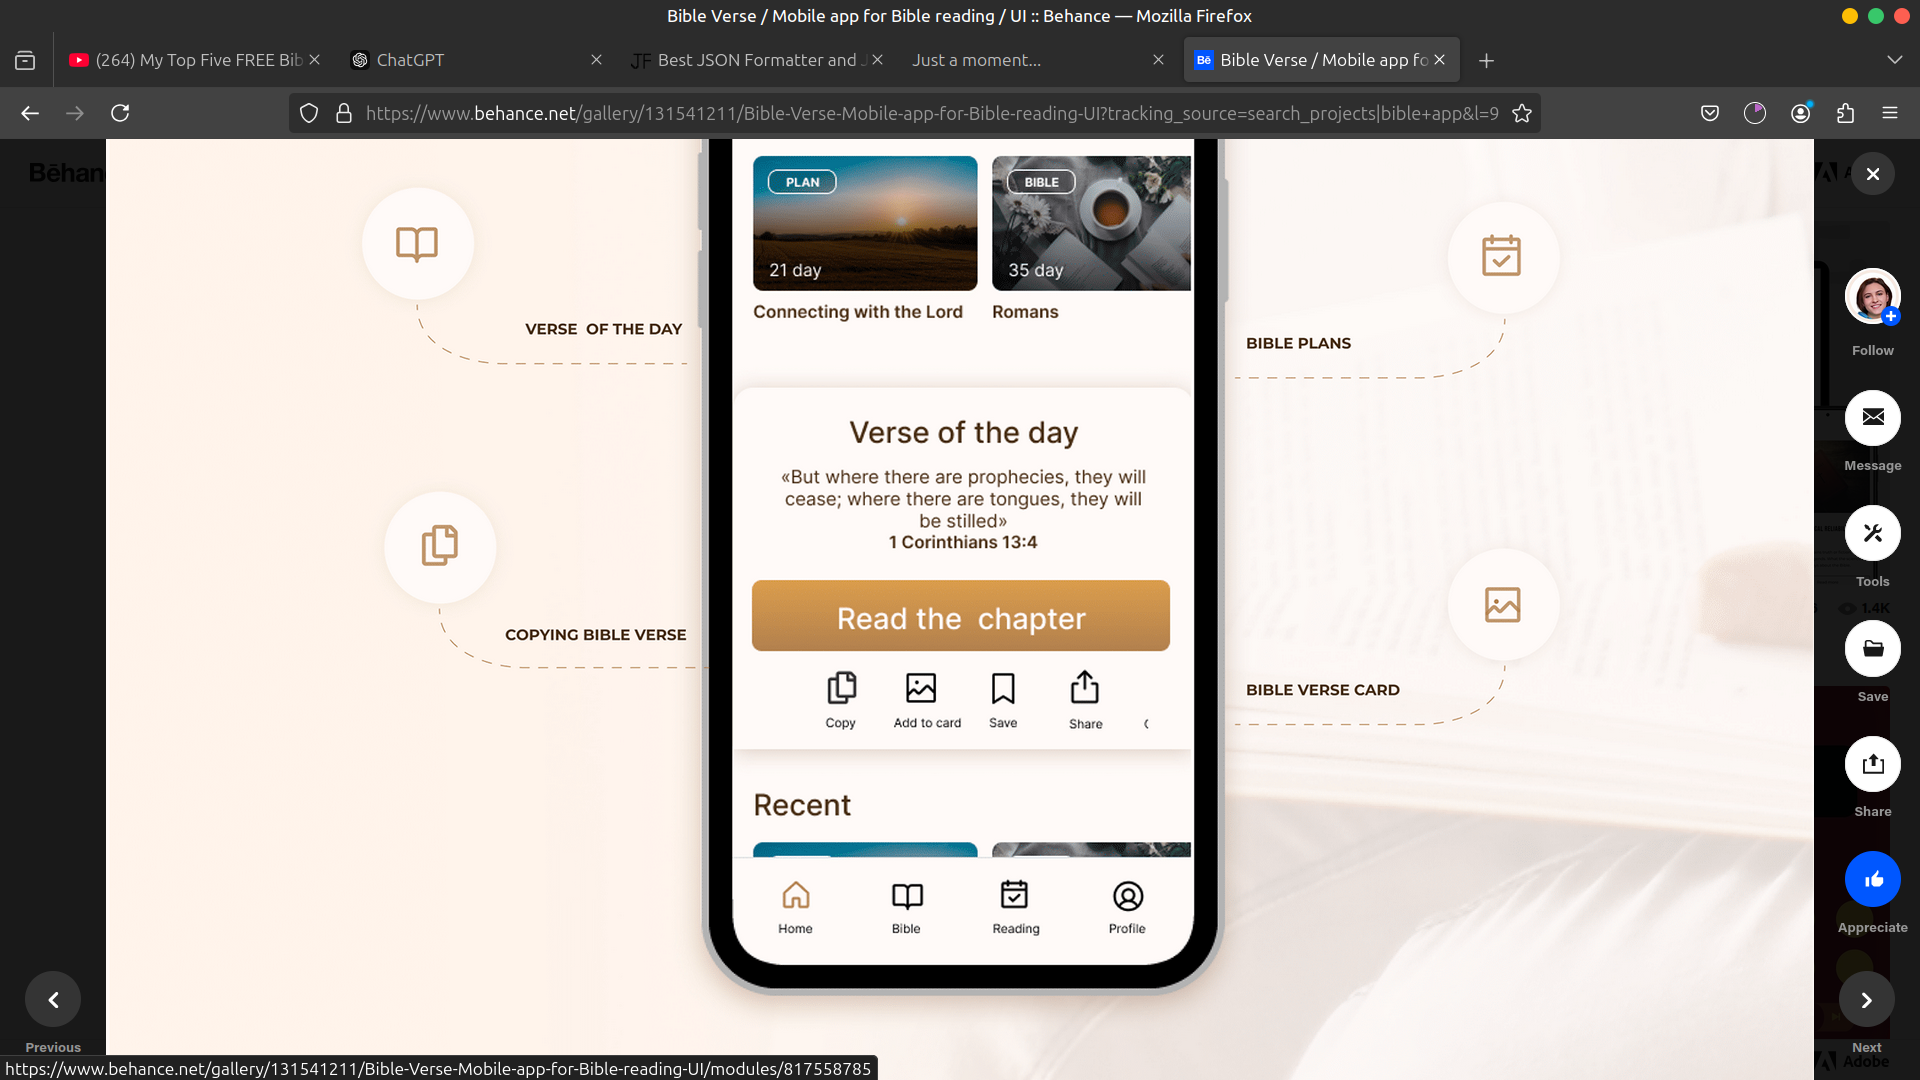 Bible Verse / Mobile app for Bible reading / UI :: Behance — Mozilla Firefox
(264) My Top Five FREE Bib
ChatGPT
JF Best JSON Formatter and J
Just a moment...
Bē Bible Verse / Mobile app fo
https://www.behance.net/gallery/131541211/Bible-Verse-Mobile-app-for-Bible-reading-UI?tracking_source=search_projects|bible+app&l=9
Bēhan
PLAN
21 day
Connecting with the Lord
BIBLE
35 day
Romans
VERSE  OF THE DAY
BIBLE PLANS
Verse of the day
«But where there are prophecies, they will
cease; where there are tongues, they will
be stilled»
1 Corinthians 13:4
Read the  chapter
COPYING BIBLE VERSE
BIBLE VERSE CARD
Copy
Add to card
Save
Share
Recent
Home
Bible
Reading
Profile
Follow
Message
Tools
1.4K
Save
Share
Appreciate
Previous
Next
Adobe
https://www.behance.net/gallery/131541211/Bible-Verse-Mobile-app-for-Bible-reading-UI/modules/817558785